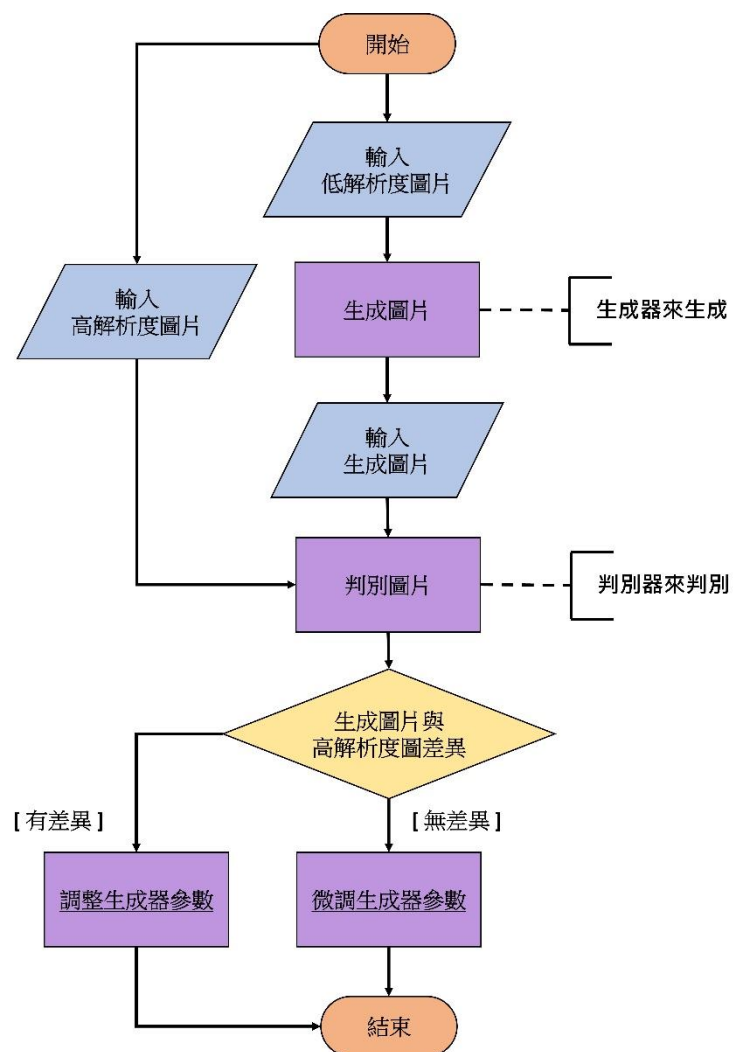 開始
輸入
低解析度圖片
輸入
高解析度圖片
生成圖片
生成器來生成
輸入
生成圖片
判別圖片
判別器來判別
生成圖片與
高解析度圖差異
[有差異]
[無差異]
調整生成器參數
微調生成器參數
結束